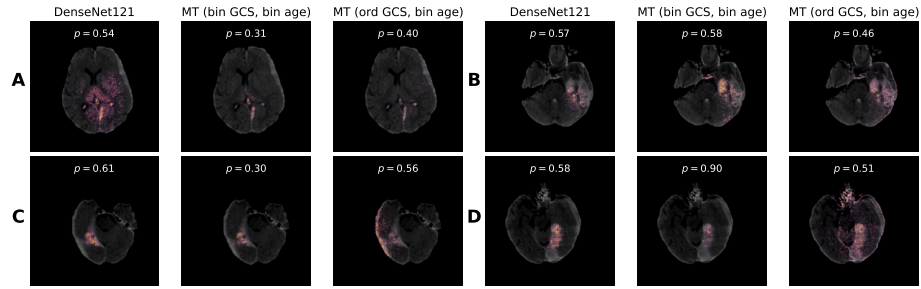 DenseNet121 MT (bin GCS, bin age) MT (ord GCS, bin age) DenseNet121 MT (bin GCS, bin age) MT (ord GCS, bin age)
A p = 0.54 p = 0.31 p = 0.40 B p = 0.57 p = 0.58 p = 0.46
C p = 0.61 p = 0.30 p = 0.56 D p = 0.58 p = 0.90 p = 0.51